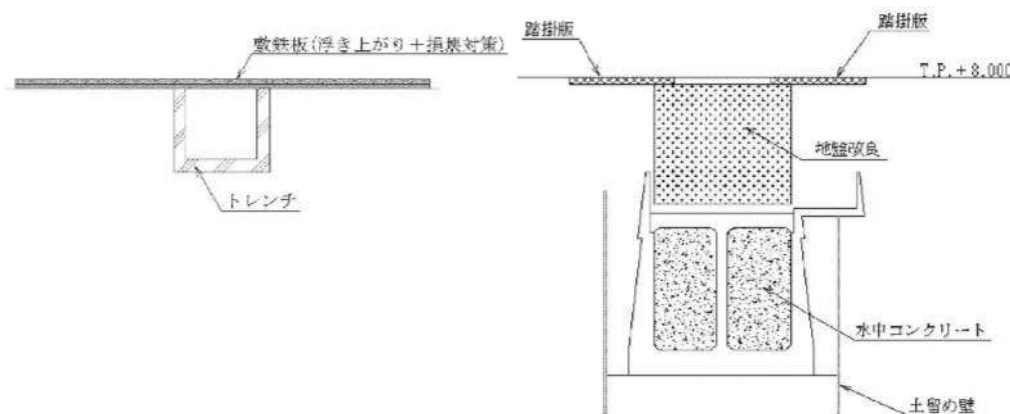 敷鉄板(浮き上がり＋損壊対策)
トレンチ
踏掛版
踏掛版
T.P.+8.000
地盤改良
水中コンクリート
土留め壁